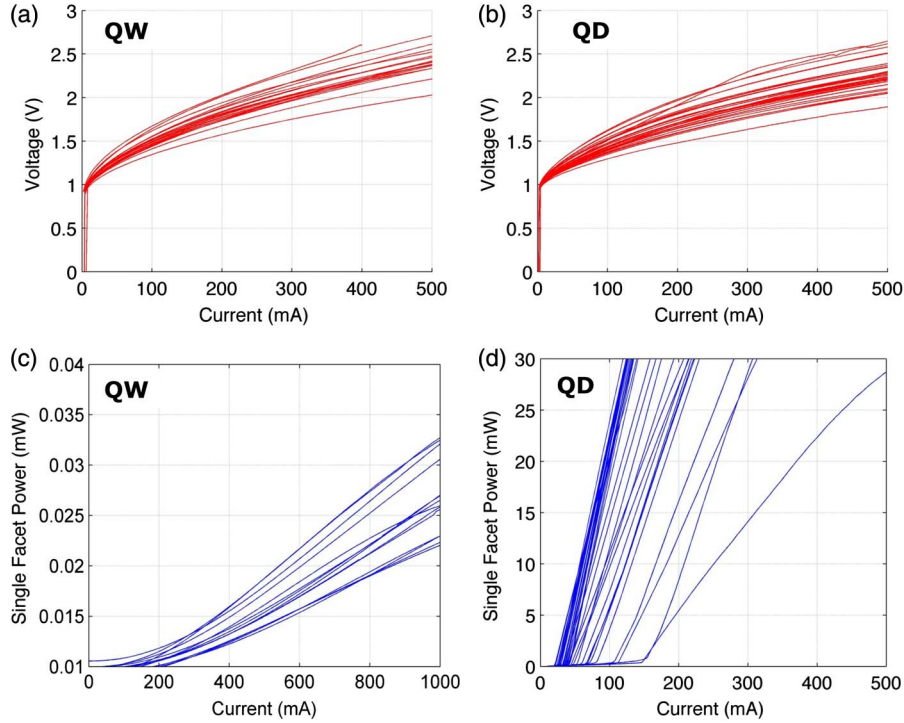 (a)
QW
3
2.5
2
1.5
1
0.5
0
Voltage (V)
0 100 200 300 400 500
Current (mA)
(b)
QD
3
2.5
2
1.5
1
0.5
0
Voltage (V)
0 100 200 300 400 500
Current (mA)
(c)
QW
0.04
0.035
0.03
0.025
0.02
0.015
0.01
Single Facet Power (mW)
0 200 400 600 800 1000
Current (mA)
(d)
QD
30
25
20
15
10
5
0
Single Facet Power (mW)
0 100 200 300 400 500
Current (mA)